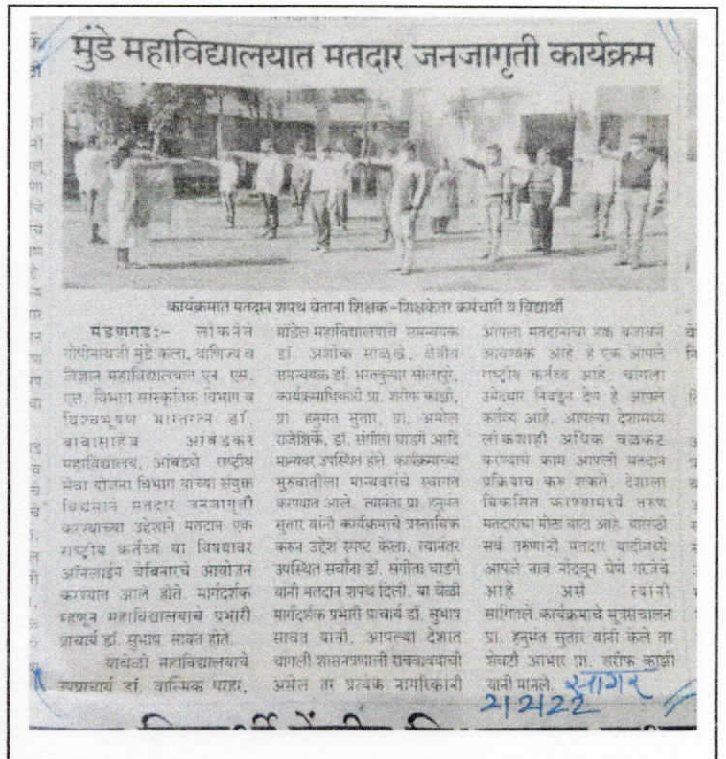 मुंडे महाविद्यालयात मतदार जनजागृती कार्यक्रम
कार्यक्रमात मतदान शपथ घेताना शिक्षक-शिक्षकेतर कर्मचारी व विद्यार्थी
मंडणगड:- लोकनेते
गोपीनाथजी मुंडे कला, वाणिज्य व
विज्ञान महाविद्यालयात एन एस.
एस. विभाग सांस्कृतिक विभाग व
विश्वभूषण भारतरत्न डॉ.
बाबासाहेब आंबेडकर
महाविद्यालय, आंबडवे राष्ट्रीय
सेवा योजना विभाग यांच्या संयुक्त
विद्यमाने मतदार जनजागृती
करण्याच्या उद्देशाने मतदान एक
राष्ट्रीय कर्तव्य या विषयावर
ऑनलाईन वेबिनारचे आयोजन
करण्यात आले होते. मार्गदर्शक
म्हणून महाविद्यालयाचे प्रभारी
प्राचार्य डॉ. सुभाष सावंत होते.
यावेळी महाविद्यालयाचे
उपप्राचार्य डॉ. वाल्मिक परहर,
मॉडेल महाविद्यालयाचे समन्वयक
डॉ. अशोक साळुंखे, क्षेत्रीय
समन्वयक डॉ. भरतकुमार सोलापुरे,
कार्यक्रमाधिकारी प्रा. शरीफ काझी,
प्रा. हनुमंत सुतार, प्रा. अमोल
राजेशिर्के, डॉ. संगीता घाडगे आदि
मान्यवर उपस्थित होते. कार्यक्रमाच्या
सुरुवातीला मान्यवरांचे स्वागत
करण्यात आले. त्यानंतर प्रा. हनुमंत
सुतार यांनी कार्यक्रमाचे प्रास्ताविक
करुन उद्देश स्पष्ट केला. त्यानंतर
उपस्थित सर्वांना डॉ. संगीता घाडगे
यांनी मतदान शपथ दिली. या वेळी
मार्गदर्शक प्रभारी प्राचार्य डॉ. सुभाष
सावंत यांनी, आपल्या देशात
चांगली शासनप्रणाली राबवावयाची
असेल तर प्रत्येक नागरिकांनी
आपला मतदानाचा हक्क बजावणे
आवश्यक आहे. हे एक आपले
राष्ट्रीय कर्तव्य आहे. चांगला
उमेदवार निवडून देणे हे आपले
कर्तव्य आहे. आपल्या देशामध्ये
लोकशाही अधिक बळकट
करण्याचे काम आपली मतदान
प्रक्रियाच करु शकते. देशाला
विकसित करण्यामध्ये तरुण
मतदारांचा मोठा वाटा आहे. यासाठी
सर्व तरुणांनी मतदार यादीमध्ये
आपले नाव नोंदवून घेणे गरजेचे
आहे असे त्यांनी
सांगितले कार्यक्रमाचे सुत्रसंचालन
प्रा. हनुमंत सुतार यांनी केले तर
शेवटी आभार प्रा. शरीफ काझी
यांनी मानले. सागर
2/2/22